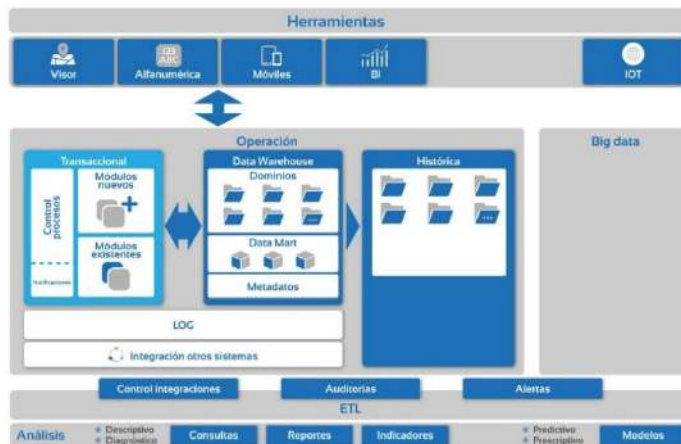 Herramientas
Visor
123
ABC
Alfanumérica
Móviles
BI
IOT
Operación
Big data
Transaccional
Control procesos
Notificaciones
Módulos
nuevos
Módulos
existentes
Data Warehouse
Dominios
...
Data Mart
Metadatos
Histórica
...
LOG
Integración otros sistemas
Control integraciones
Auditorias
Alertas
ETL
Análisis
Descriptivo
Diagnóstico
Consultas
Reportes
Indicadores
Predictivo
Prescriptivo
Modelos